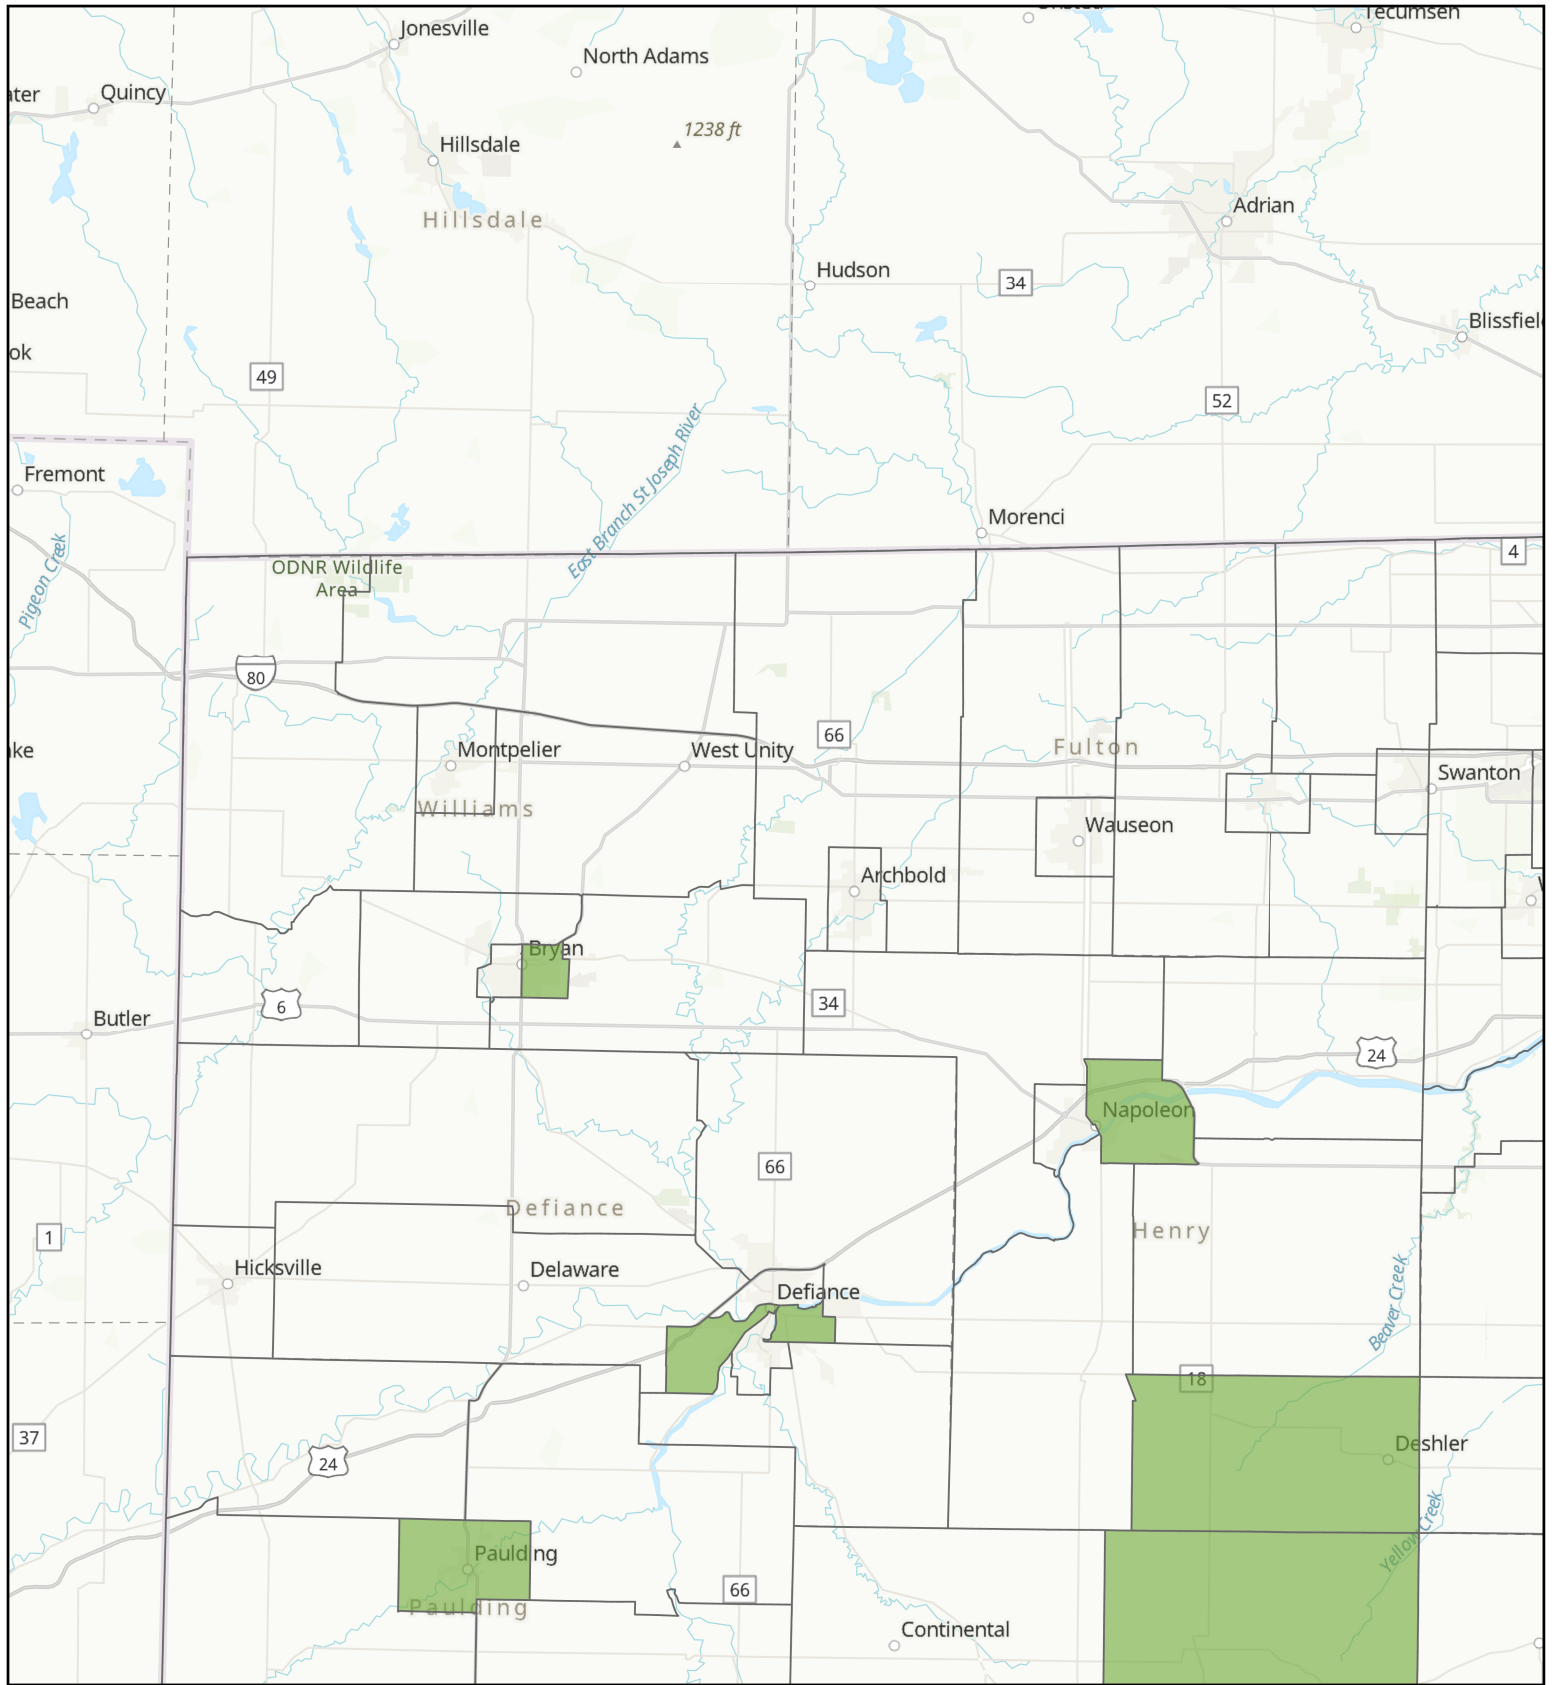 Jonesville
Tecumseh
North Adams
Quincy
1238 ft
Hillsdale
Adrian
Hillsdale
Hudson
34
Beach
49
52
Fremont
East Branch St Joseph River
Morenci
Pigeon Creek
4
ODNR Wildlife
Area
80
66
Fulton
Montpelier
West Unity
Swanton
Williams
Wauseon
Archbold
Bryan
6
34
Butler
24
Napoleon
66
Defiance
Henry
1
Hicksville
Delaware
Defiance
Beaver Creek
18
37
Deshler
24
Yellow Creek
Paulding
66
Paulding
Continental